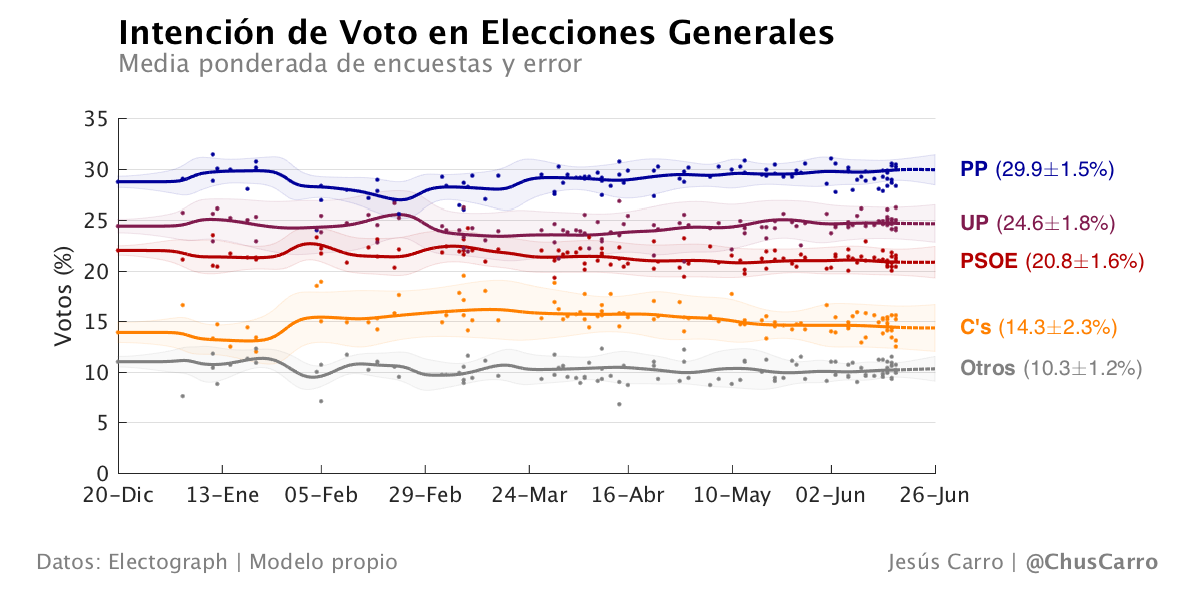 Intención de Voto en Elecciones Generales
Media ponderada de encuestas y error
Votos (%)
35
30
25
20
15
10
5
0
20-Dic 13-Ene 05-Feb 29-Feb 24-Mar 16-Abr 10-May 02-Jun 26-Jun
PP (29.9±1.5%)
UP (24.6±1.8%)
PSOE (20.8±1.6%)
C's (14.3±2.3%)
Otros (10.3±1.2%)
Datos: Electograph | Modelo propio
Jesús Carro | @ChusCarro